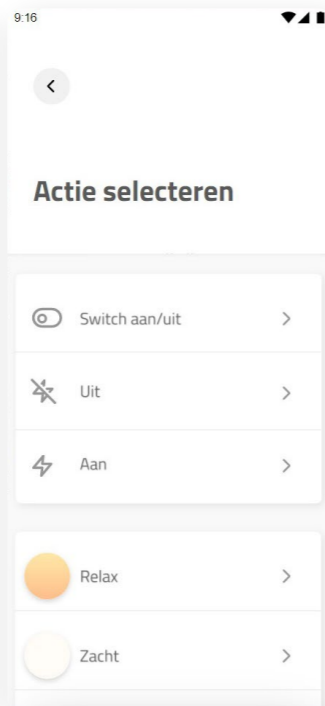 9:16
Actie selecteren
Switch aan/uit
Uit
Aan
Relax
Zacht